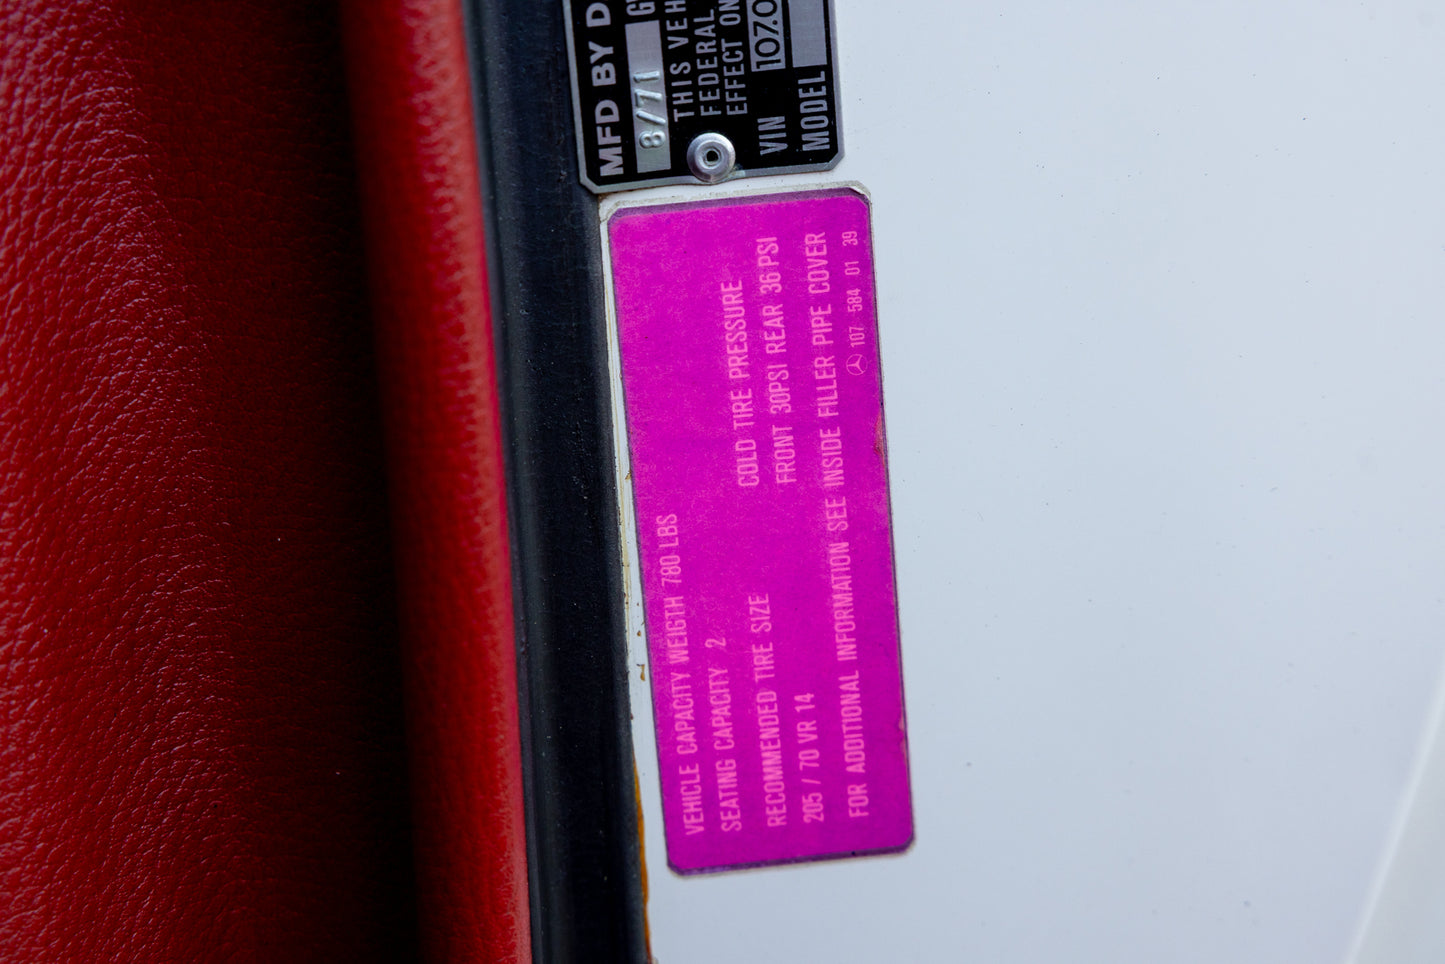 MFD BY D
8/71 G
THIS VEH
FEDERAL
EFFECT ON
VIN 107.0
MODEL
VEHICLE CAPACITY WEIGTH 780 LBS
SEATING CAPACITY 2
RECOMMENDED TIRE SIZE COLD TIRE PRESSURE
205 / 70 VR 14 FRONT 30PSI REAR 36 PSI
FOR ADDITIONAL INFORMATION SEE INSIDE FILLER PIPE COVER
107 584 01 39